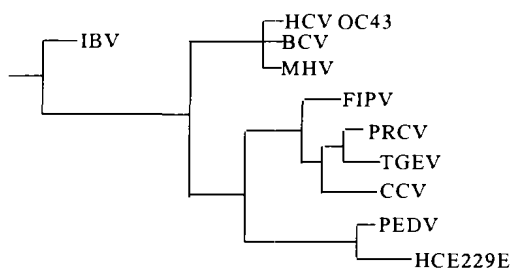 HCV OC43
IBV
BCV
MHV
FIPV
PRCV
TGEV
CCV
PEDV
HCE229E